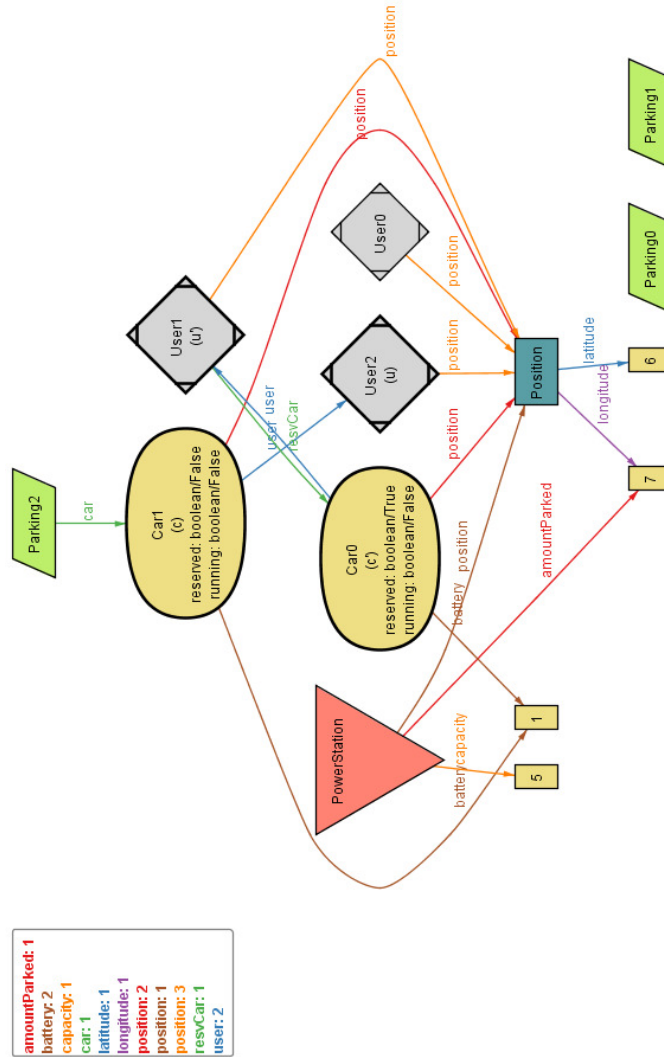 amountParked: 1
battery: 2
capacity: 1
car: 1
latitude: 1
longitude: 1
position: 2
position: 1
position: 3
resvCar: 1
user: 2
Parking2
car
Car1
(c)
reserved: boolean/False
running: boolean/False
User1
(u')
user
user
resvCar
position
position
PowerStation
Car0
(c')
reserved: boolean/True
running: boolean/False
User2
(u)
User0
battery
capacity
battery
position
position
position
position
5
1
Position
amountParked
longitude
latitude
7
6
Parking0
Parking1